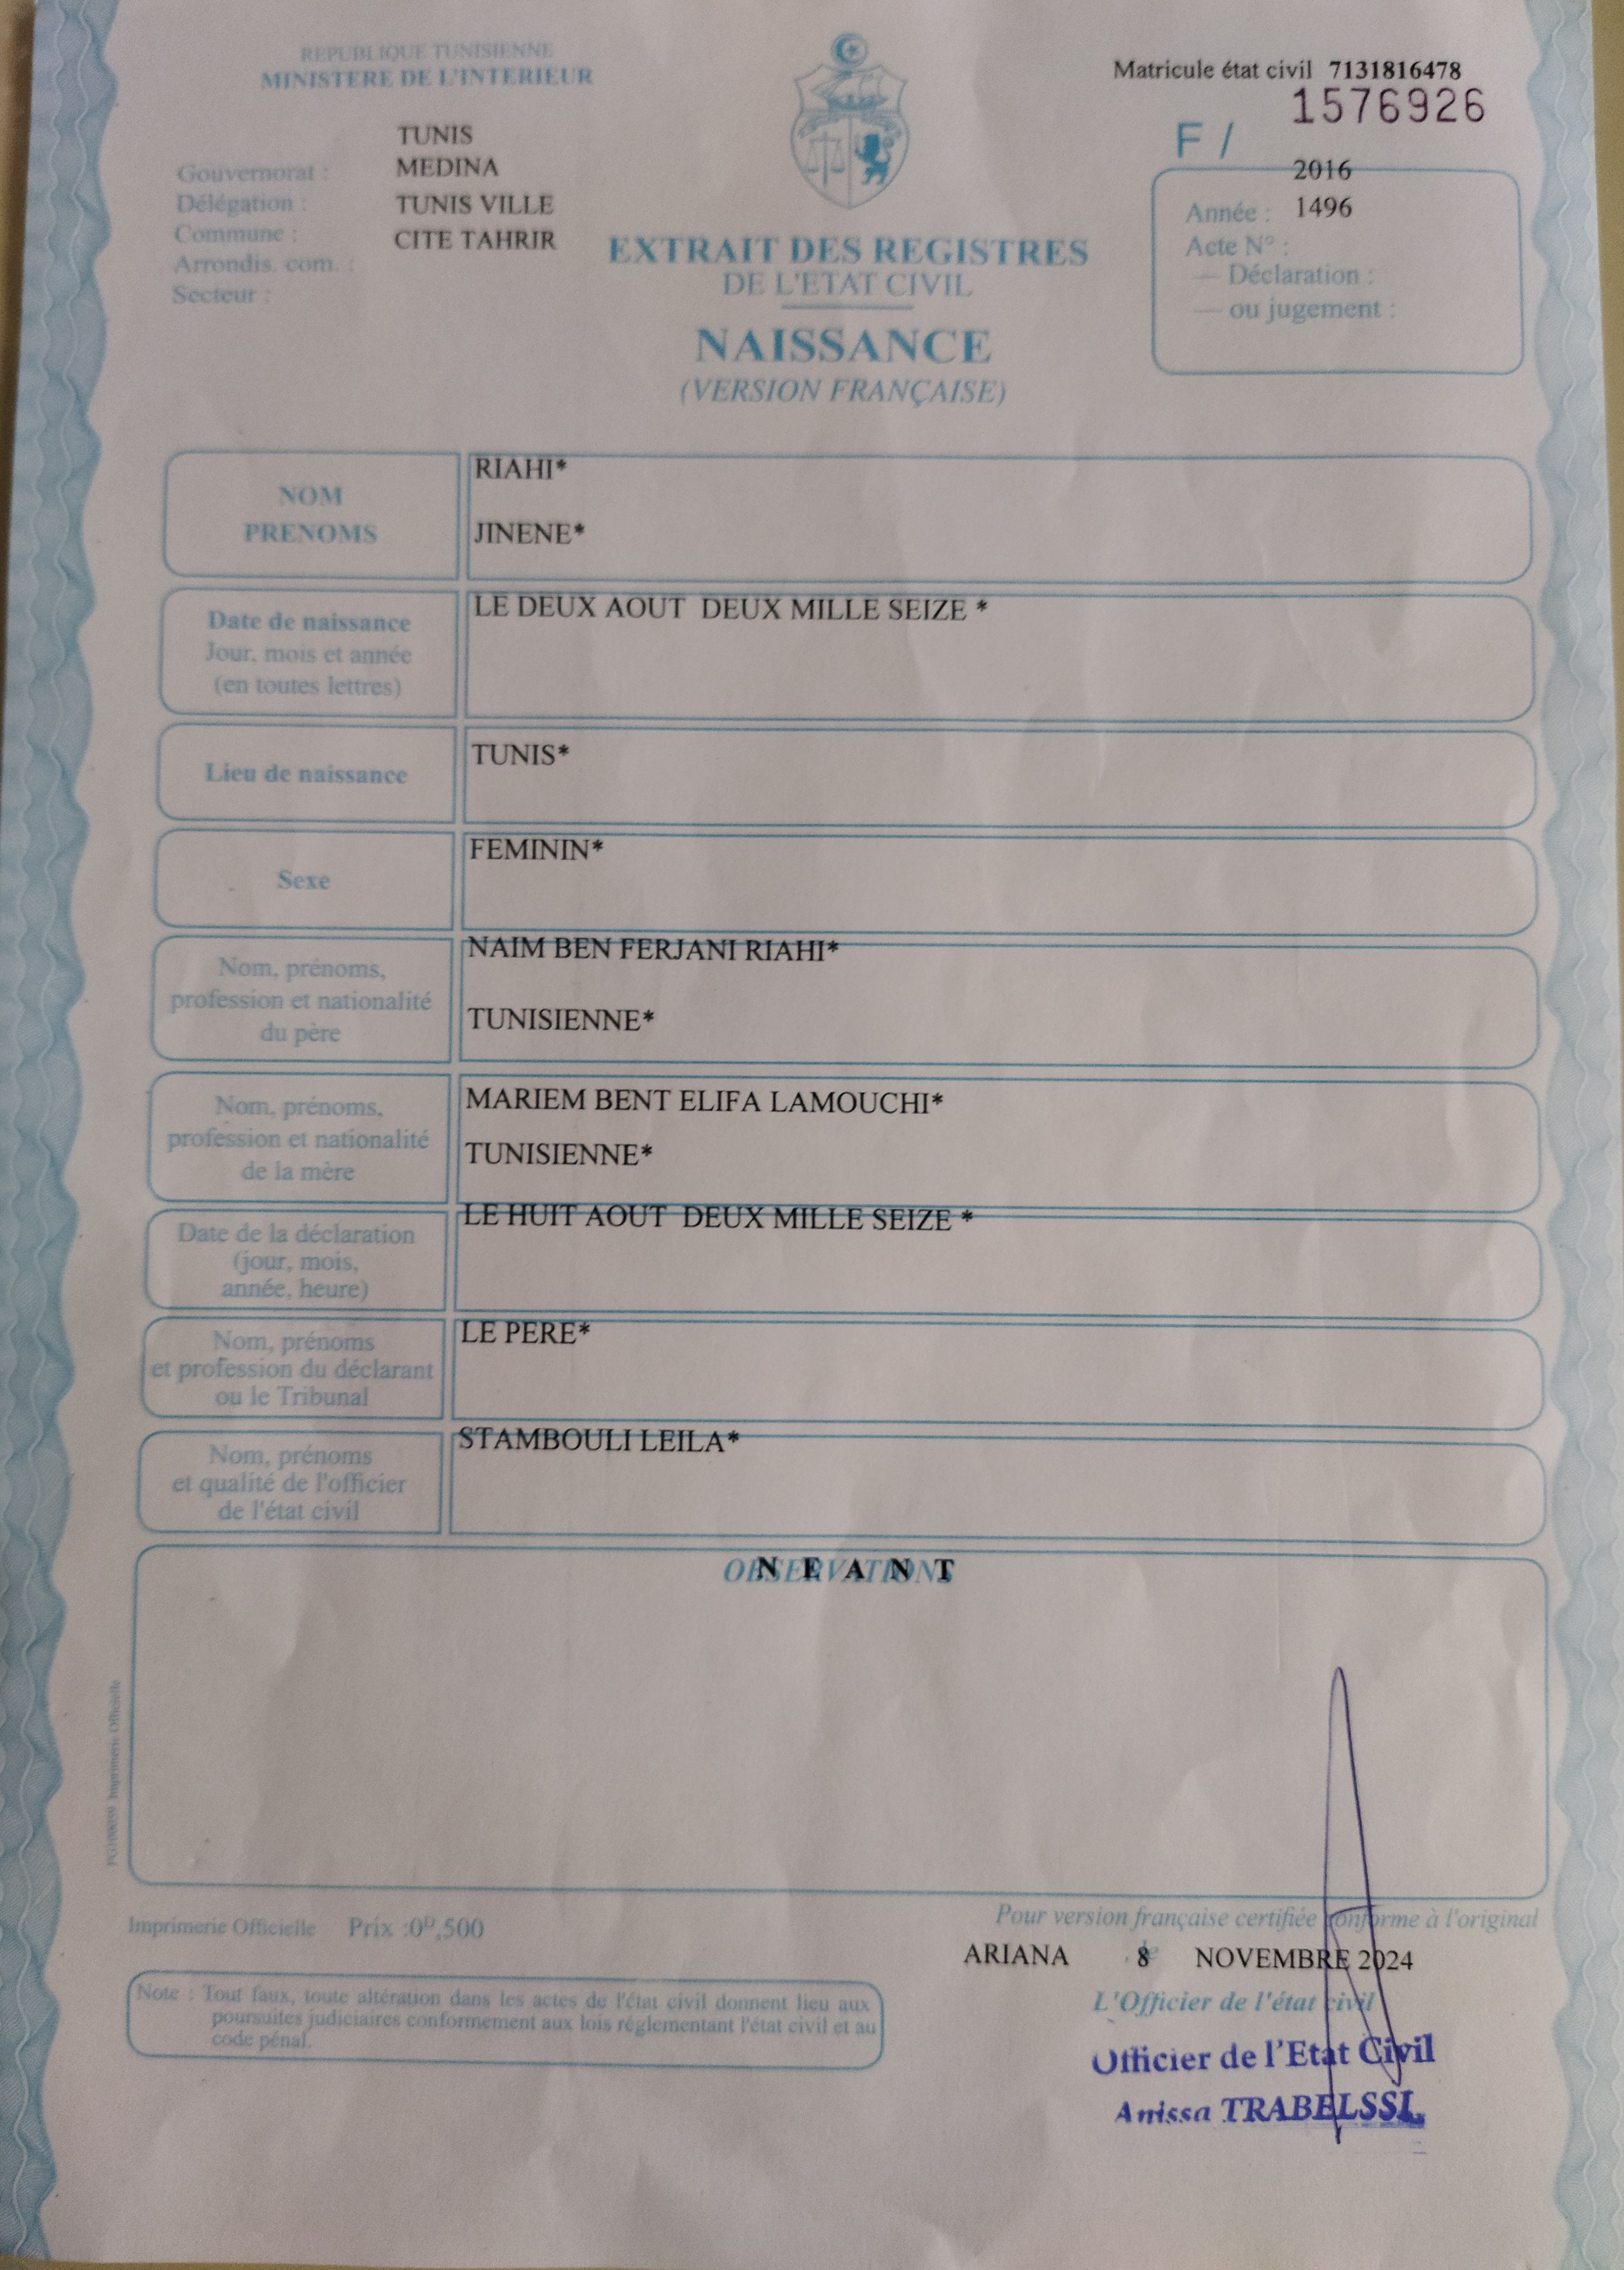 REPUBLIQUE TUNISIENNE
MINISTERE DE L'INTERIEUR
Matricule état civil 7131816478
1576926
F /
TUNIS
Gouvernorat : MEDINA
Délégation : TUNIS VILLE
Commune : CITE TAHRIR
Arrondis. com. :
Secteur :
2016
Année : 1496
Acte N° :
— Déclaration :
— ou jugement :
EXTRAIT DES REGISTRES
DE L'ETAT CIVIL
NAISSANCE
(VERSION FRANÇAISE)
NOM
PRENOMS
RIAHI*
JINENE*
Date de naissance
Jour, mois et année
(en toutes lettres)
LE DEUX AOUT DEUX MILLE SEIZE *
Lieu de naissance
TUNIS*
Sexe
FEMININ*
Nom, prénoms,
profession et nationalité
du père
NAIM BEN FERJANI RIAHI*
TUNISIENNE*
Nom, prénoms,
profession et nationalité
de la mère
MARIEM BENT ELIFA LAMOUCHI*
TUNISIENNE*
Date de la déclaration
(jour, mois,
année, heure)
LE HUIT AOUT DEUX MILLE SEIZE *
Nom, prénoms
et profession du déclarant
ou le Tribunal
LE PERE*
Nom, prénoms
et qualité de l'officier
de l'état civil
STAMBOULI LEILA*
OBSERVATIONS
N E A N T
Imprimerie Officielle
Imprimerie Officielle Prix :0ᴰ,500
Pour version française certifiée conforme à l'original
ARIANA le 8 NOVEMBRE 2024
L'Officier de l'état civil
Officier de l'Etat Civil
Anissa TRABELSSI
Note : Tout faux, toute altération dans les actes de l'état civil donnent lieu aux
poursuites judiciaires conformement aux lois réglementant l'état civil et au
code pénal.